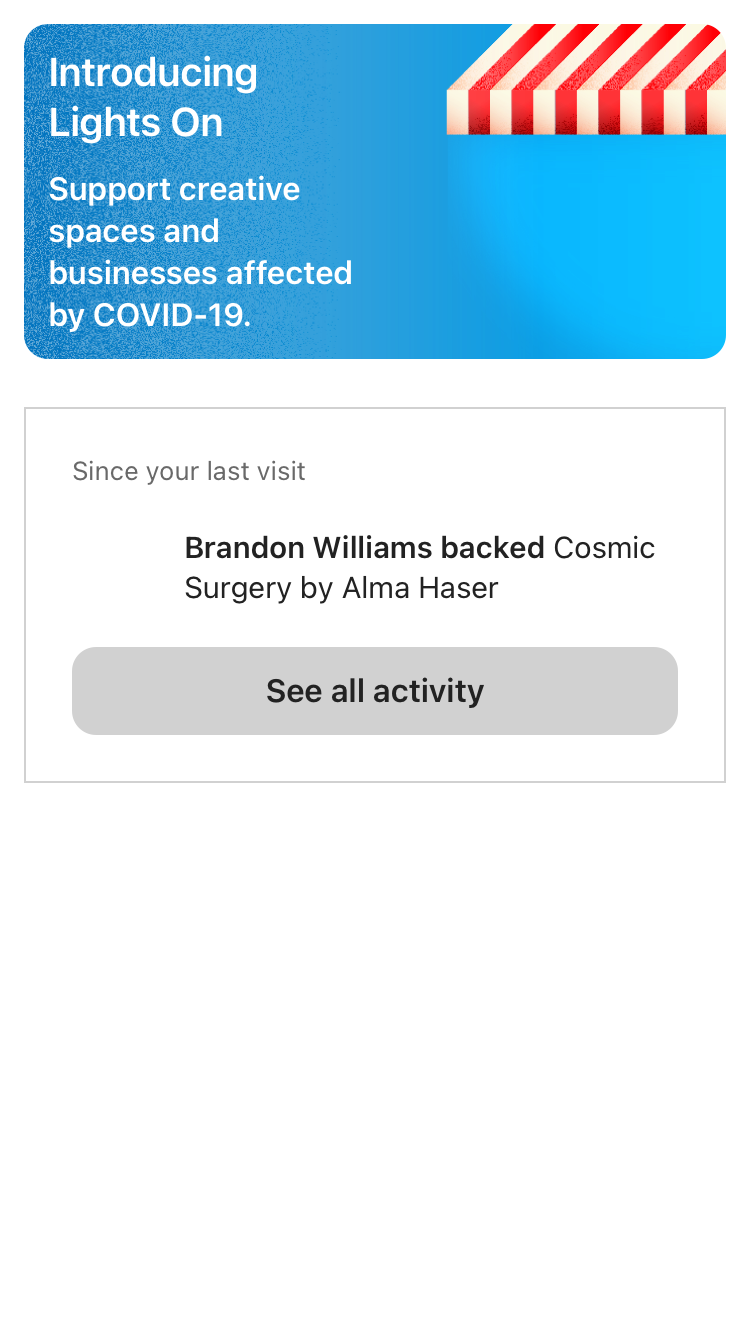 Introducing
Lights On
Support creative
spaces and
businesses affected
by COVID-19.
Since your last visit
Brandon Williams backed Cosmic
Surgery by Alma Haser
See all activity